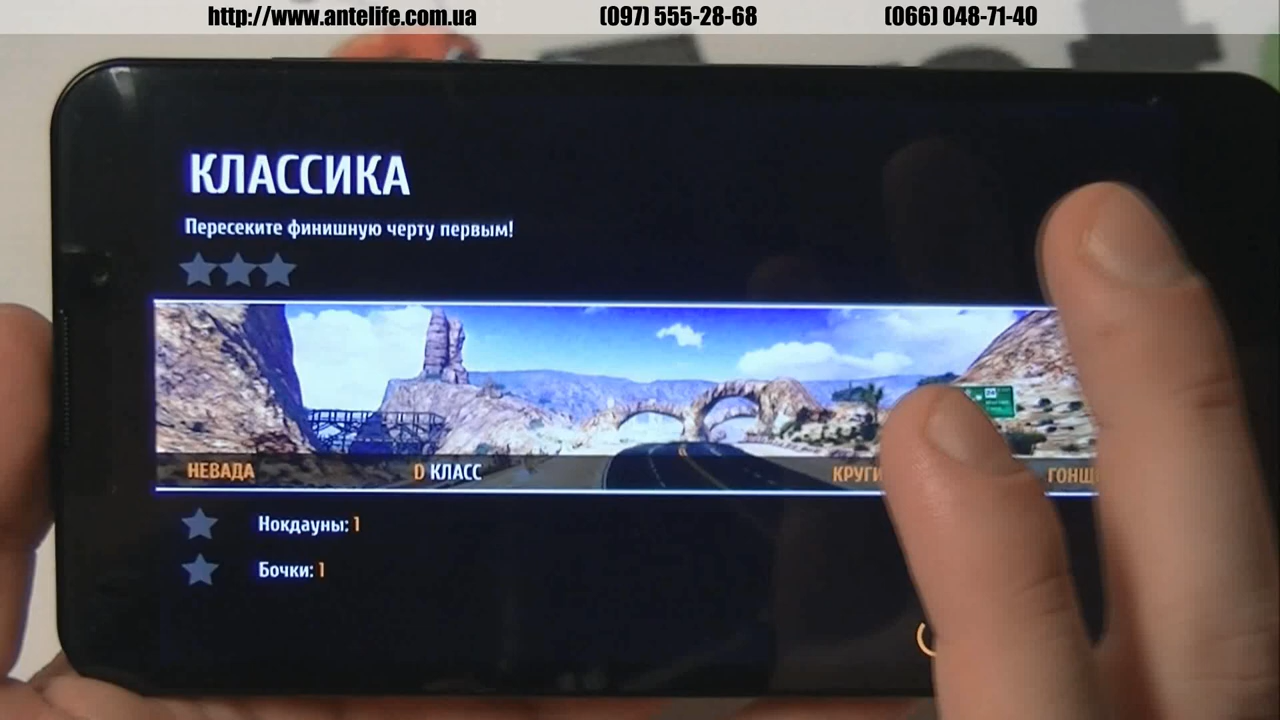 http://www.antelife.com.ua (097) 555-28-68 (066) 048-71-40
КЛАССИКА
Пересеките финишную черту первым!
НЕВАДА D КЛАСС
Нокдауны: 1
Бочки: 1